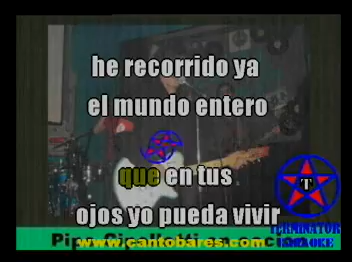 he recorrido ya
el mundo entero
que en tus
ojos yo pueda vivir
T
TERMINATOR
KARAOKE
www.cantobares.com